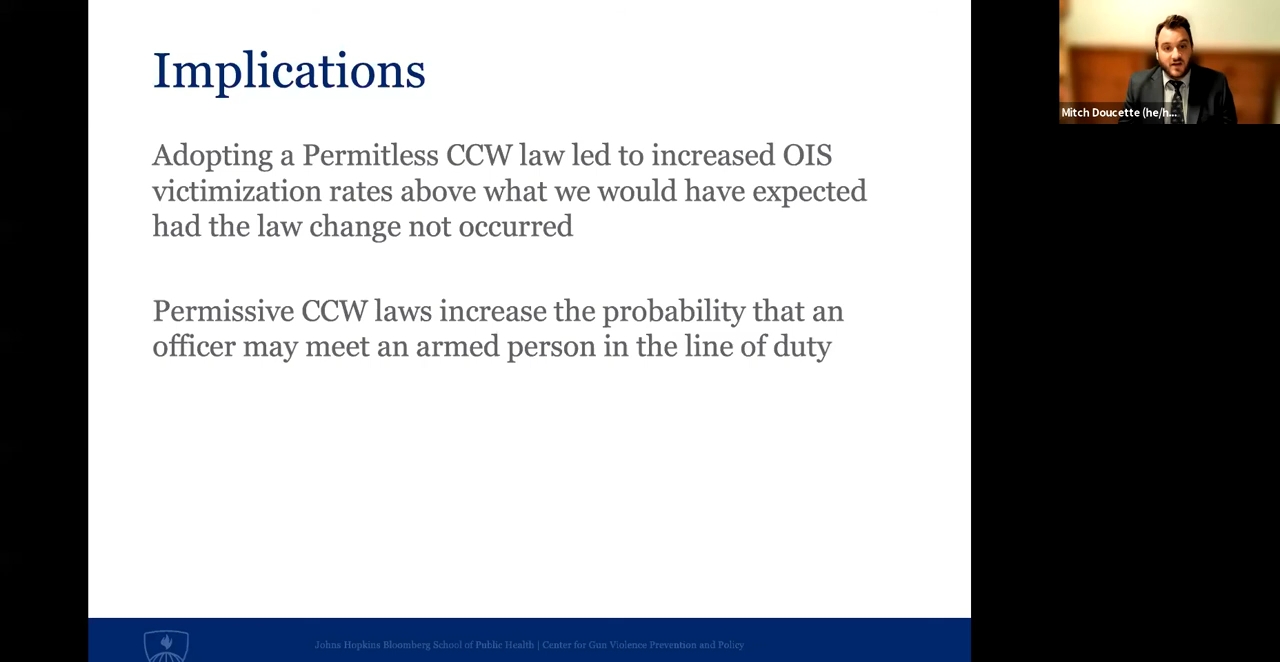 Implications
Adopting a Permitless CCW law led to increased OIS
victimization rates above what we would have expected
had the law change not occurred
Permissive CCW laws increase the probability that an
officer may meet an armed person in the line of duty
Johns Hopkins Bloomberg School of Public Health | Center for Gun Violence Prevention and Policy
Mitch Doucette (he/h...